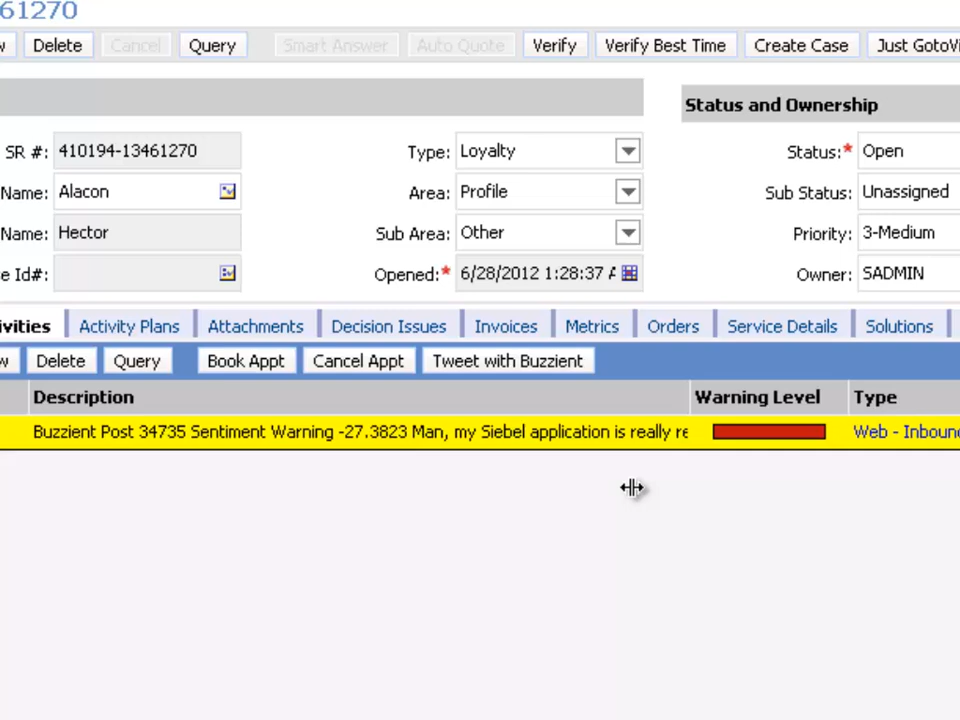 61270
w Delete Cancel Query Smart Answer Auto Quote Verify Verify Best Time Create Case Just GotoVi
Status and Ownership
SR #: 410194-13461270 Type: Loyalty Status:* Open
Name: Alacon Area: Profile Sub Status: Unassigned
Name: Hector Sub Area: Other Priority: 3-Medium
e Id#: Opened:* 6/28/2012 1:28:37 A Owner: SADMIN
ivities Activity Plans Attachments Decision Issues Invoices Metrics Orders Service Details Solutions
w Delete Query Book Appt Cancel Appt Tweet with Buzzient
Description Warning Level Type
Buzzient Post 34735 Sentiment Warning -27.3823 Man, my Siebel application is really re Web - Inbound